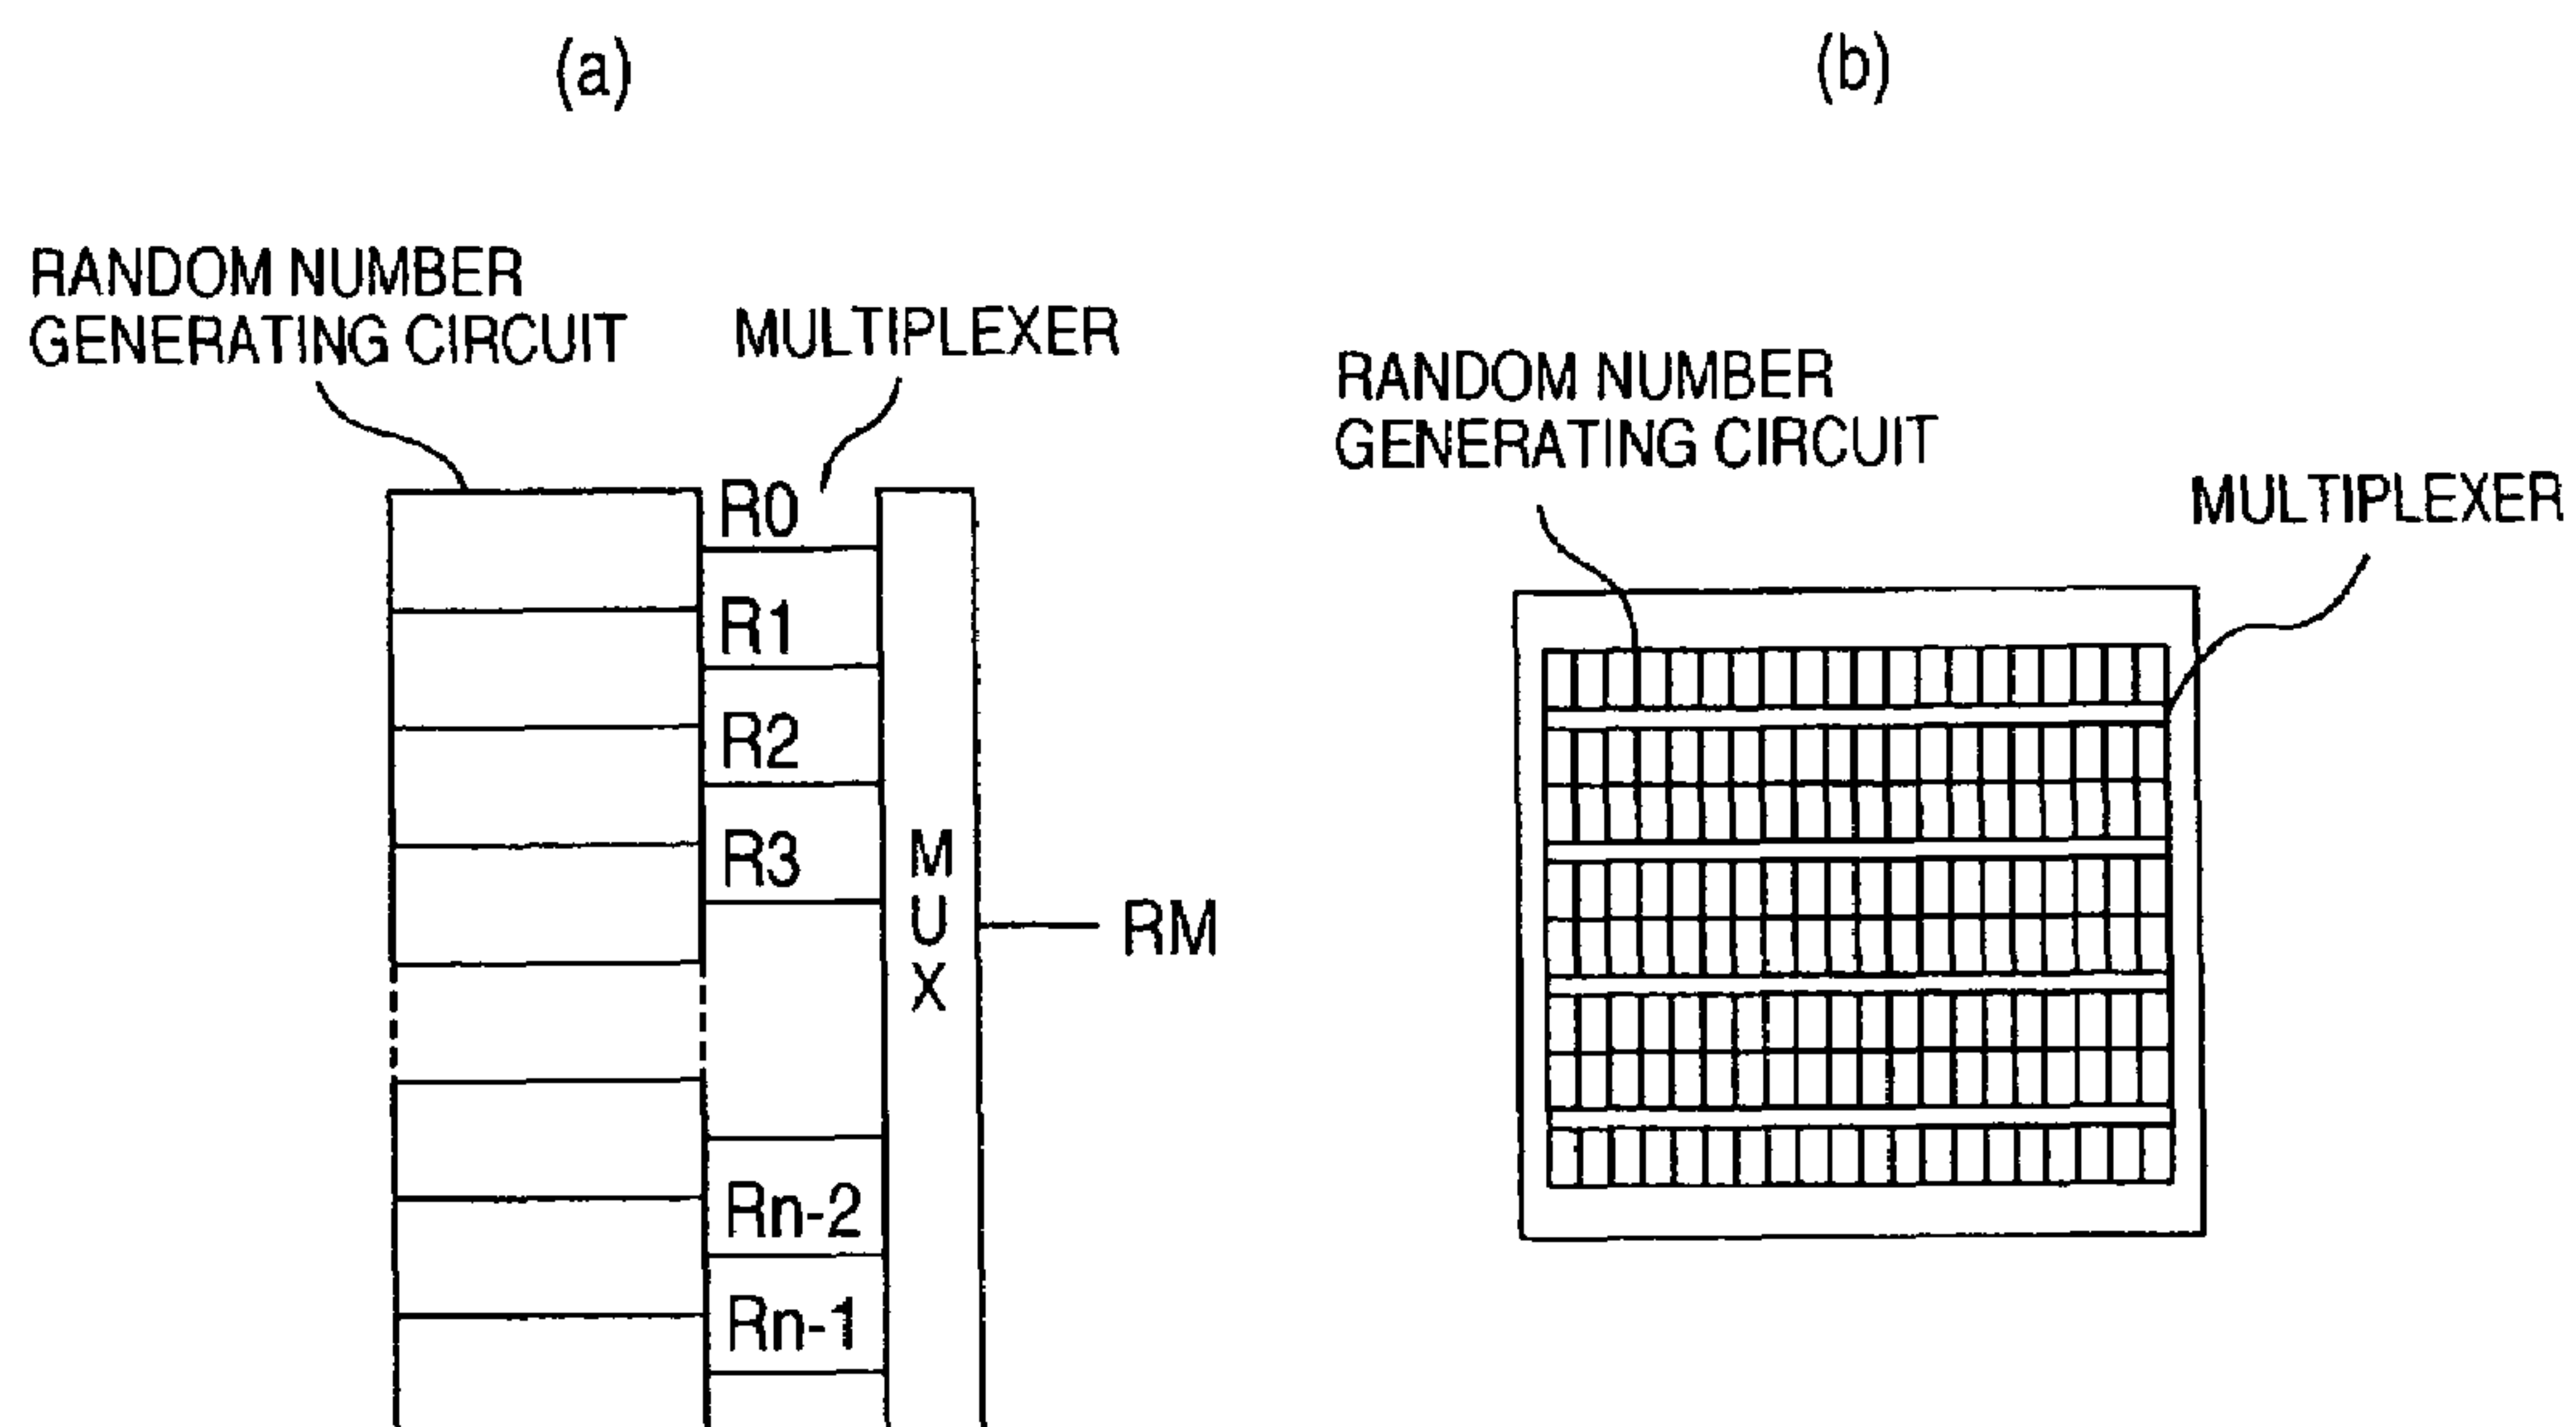 (a)
RANDOM NUMBER
GENERATING CIRCUIT
MULTIPLEXER
R0
R1
R2
R3
Rn-2
Rn-1
M
U
X
RM
(b)
RANDOM NUMBER
GENERATING CIRCUIT
MULTIPLEXER